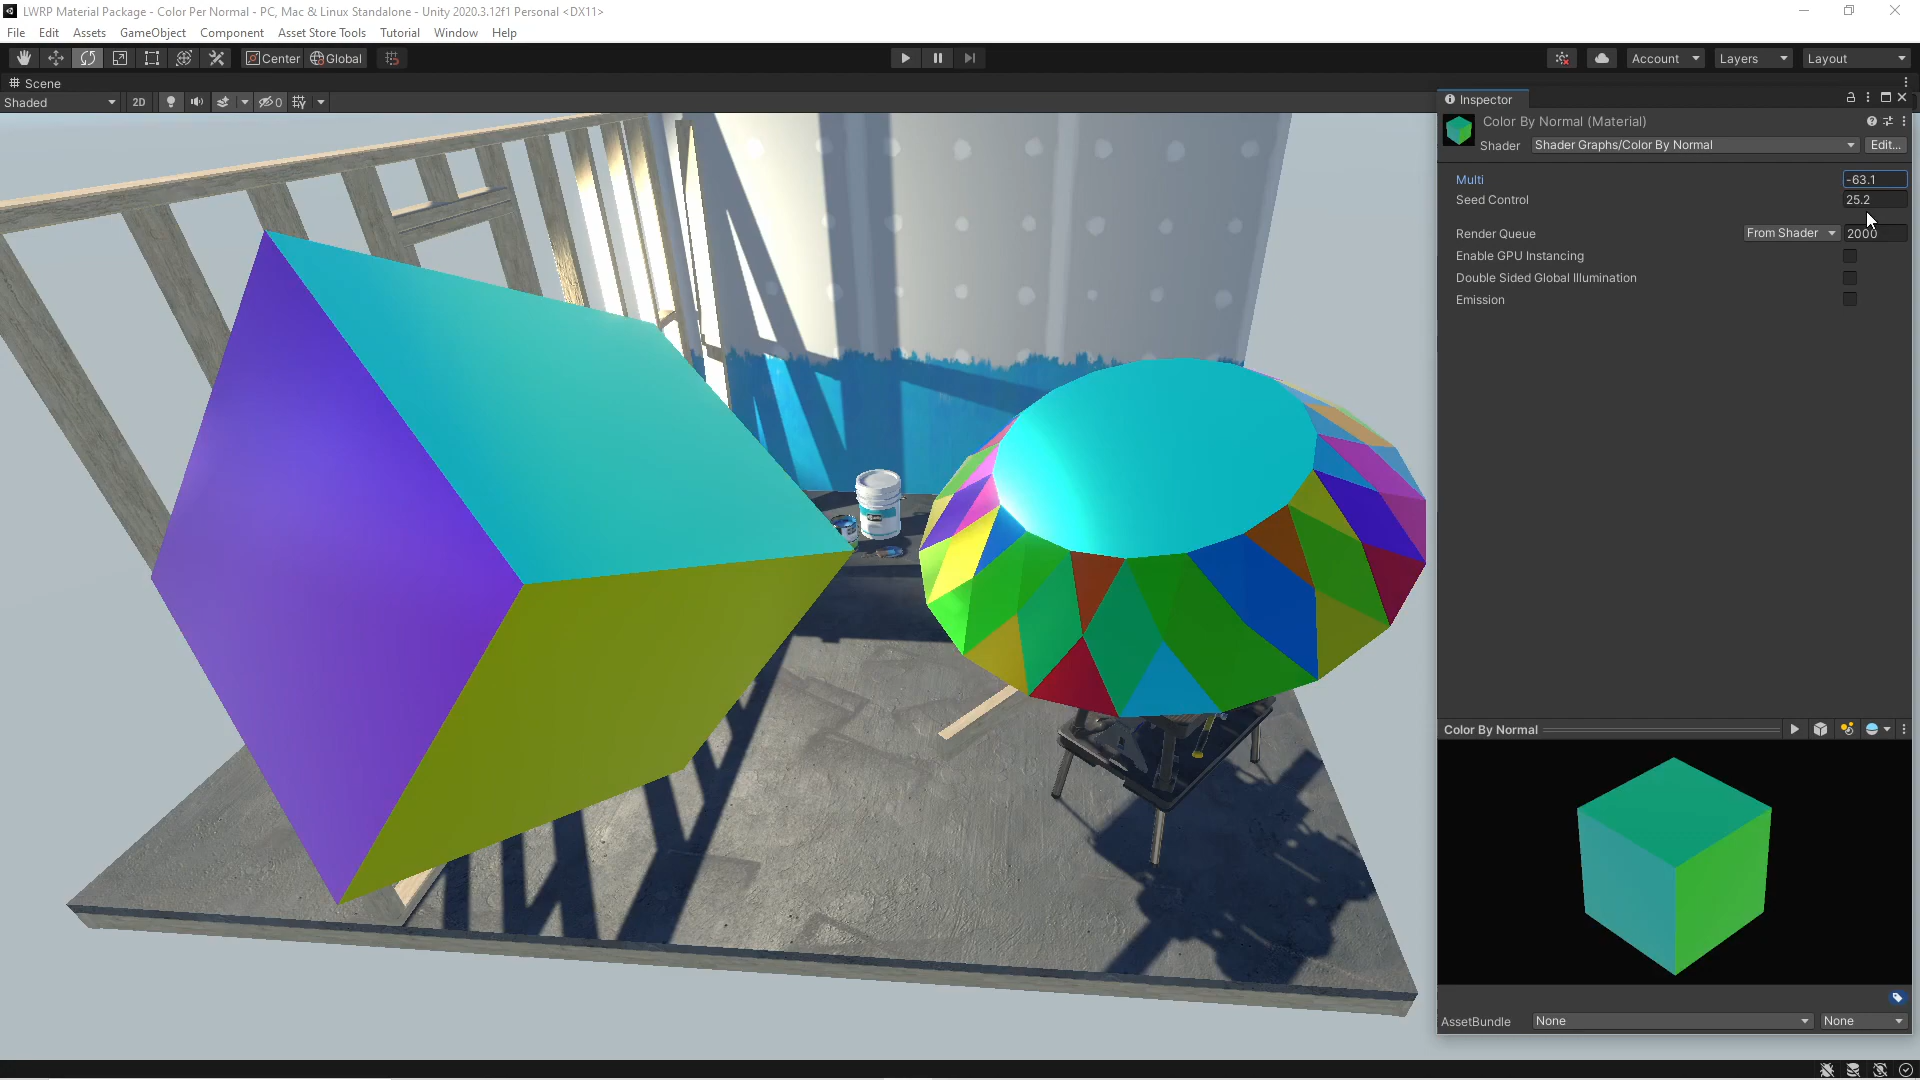 LWRP Material Package - Color Per Normal - PC, Mac & Linux Standalone - Unity 2020.3.12f1 Personal <DX11>
File Edit Assets GameObject Component Asset Store Tools Tutorial Window Help
Center Global Account Layers Layout
Scene
Shaded 2D 0
Inspector
Color By Normal (Material)
Shader Shader Graphs/Color By Normal Edit...
Multi -63.1
Seed Control 25.2
Render Queue From Shader 2000
Enable GPU Instancing
Double Sided Global Illumination
Emission
Color By Normal
AssetBundle None None